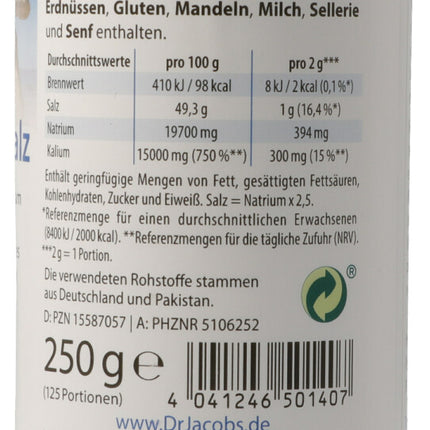 Erdnüssen, Gluten, Mandeln, Milch, Sellerie
und Senf enthalten.
Durchschnittswerte pro 100 g pro 2 g***
Brennwert 410 kJ / 98 kcal 8 kJ / 2 kcal (0,1%*)
Salz 49,3 g 1 g (16,4%*)
Natrium 19700 mg 394 mg
Kalium 15000 mg (750 %**) 300 mg (15 %**)
Enthält geringfügige Mengen von Fett, gesättigten Fettsäuren,
Kohlenhydraten, Zucker und Eiweiß. Salz = Natrium x 2,5.
*Referenzmenge für einen durchschnittlichen Erwachsenen
(8400 kJ / 2000 kcal). **Referenzmengen für die tägliche Zufuhr (NRV).
***2 g = 1 Portion.
Die verwendeten Rohstoffe stammen
aus Deutschland und Pakistan.
D: PZN 15587057 | A: PHZNR 5106252
250 g ℮
(125 Portionen)
4 041246 501407
www.DrJacobs.de
®